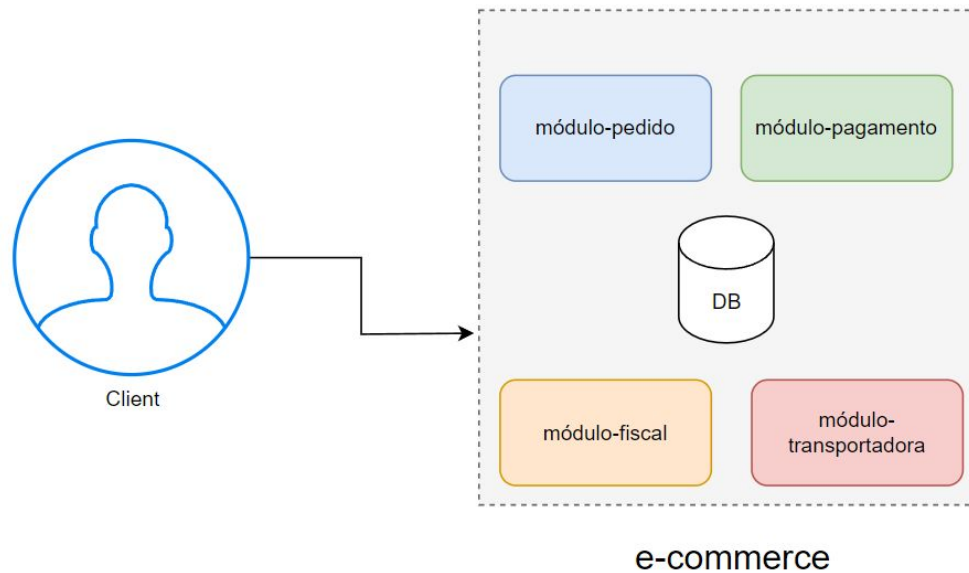 módulo-pedido
módulo-pagamento
DB
Client
módulo-fiscal
módulo-
transportadora
e-commerce